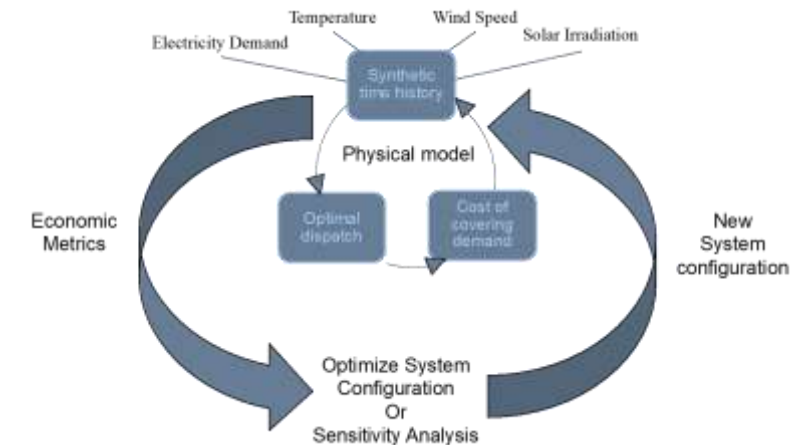 Temperature
Wind Speed
Electricity Demand
Solar Irradiation
Synthetic
time history
Physical model
Optimal
dispatch
Cost of
covering
demand
Economic
Metrics
New
System
configuration
Optimize System
Configuration
Or
Sensitivity Analysis